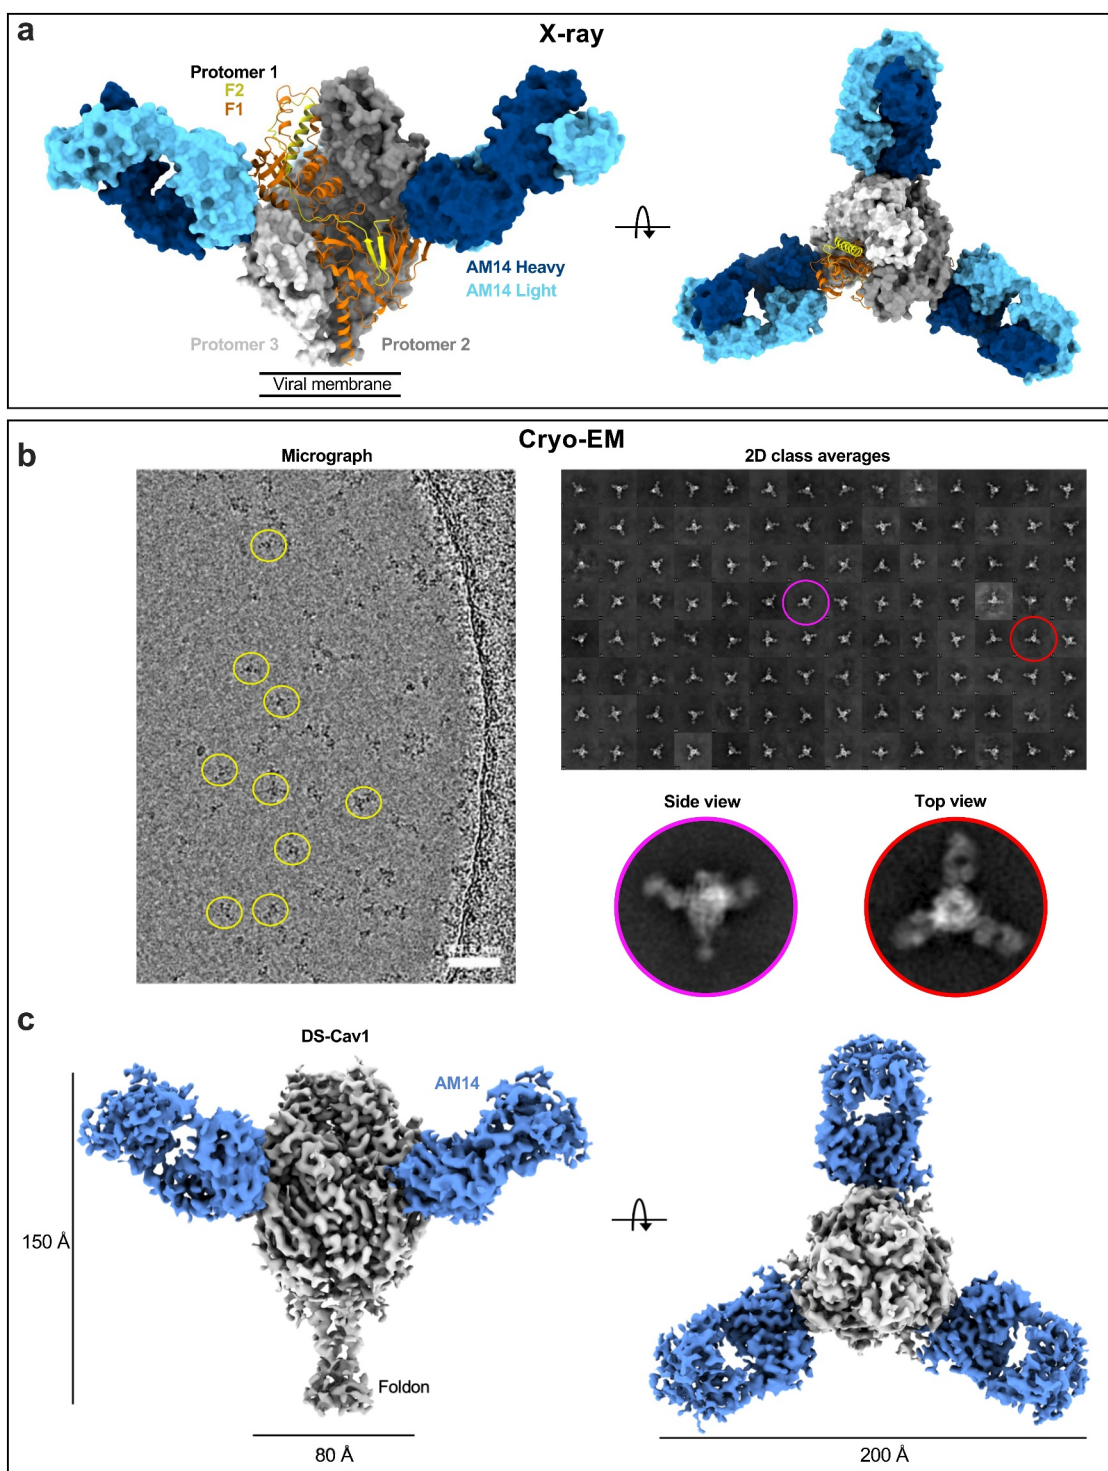 a
X-ray
Protomer 1
F2
F1
AM14 Heavy
AM14 Light
Protomer 3
Protomer 2
Viral membrane
Cryo-EM
b
Micrograph
2D class averages
Side view
Top view
c
DS-Cav1
AM14
150 Å
Foldon
80 Å
200 Å